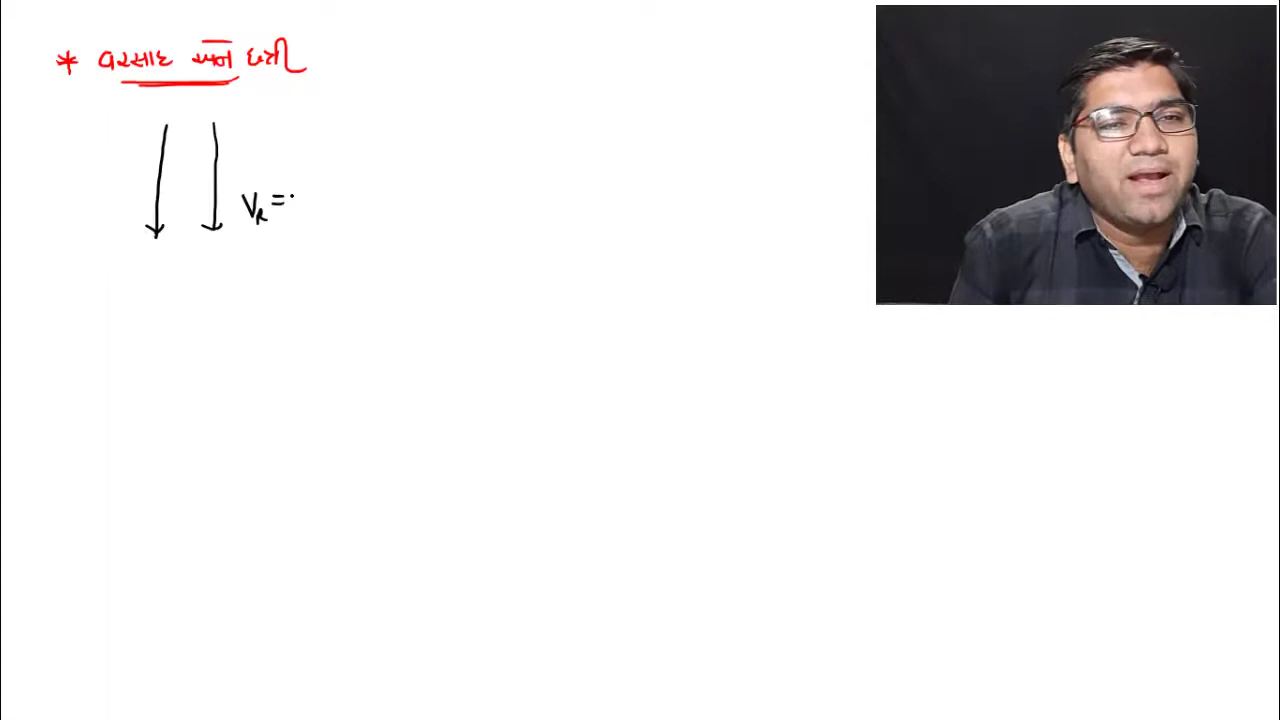 * વરસાદ અને છત્રી
V_R =